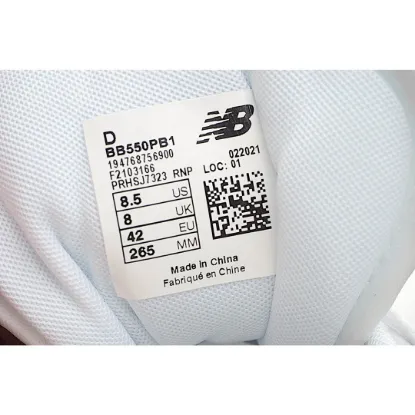 D
BB550PB1
194768756900
F2103166
PRHSJ7323 RNP
NB
022021
LOC: 01
8.5 US
8 UK
42 EU
265 MM
Made in China
Fabriqué en Chine